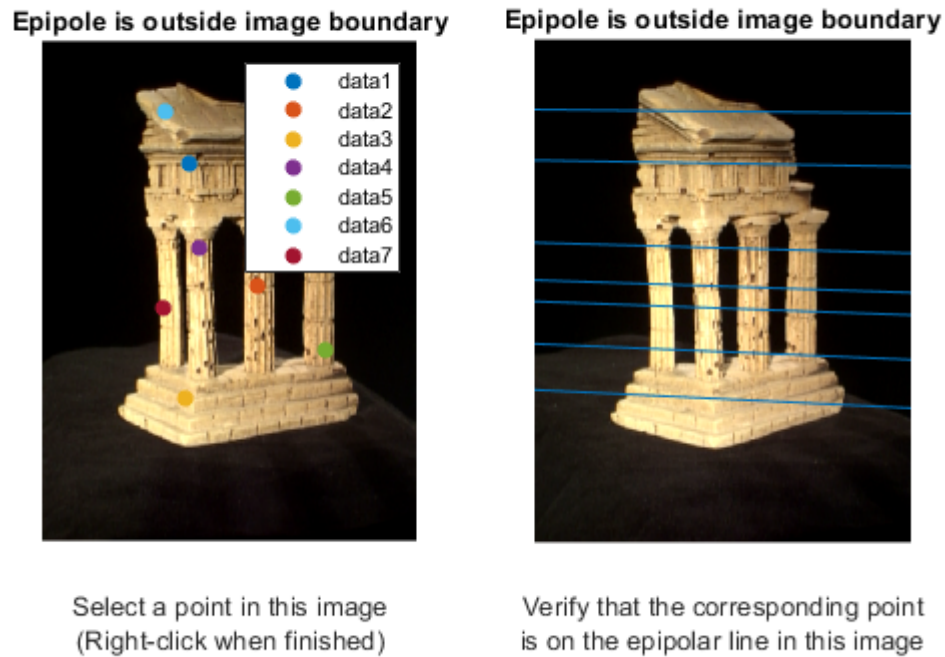 Epipole is outside image boundary
data1
data2
data3
data4
data5
data6
data7
Select a point in this image
(Right-click when finished)
Epipole is outside image boundary
Verify that the corresponding point
is on the epipolar line in this image